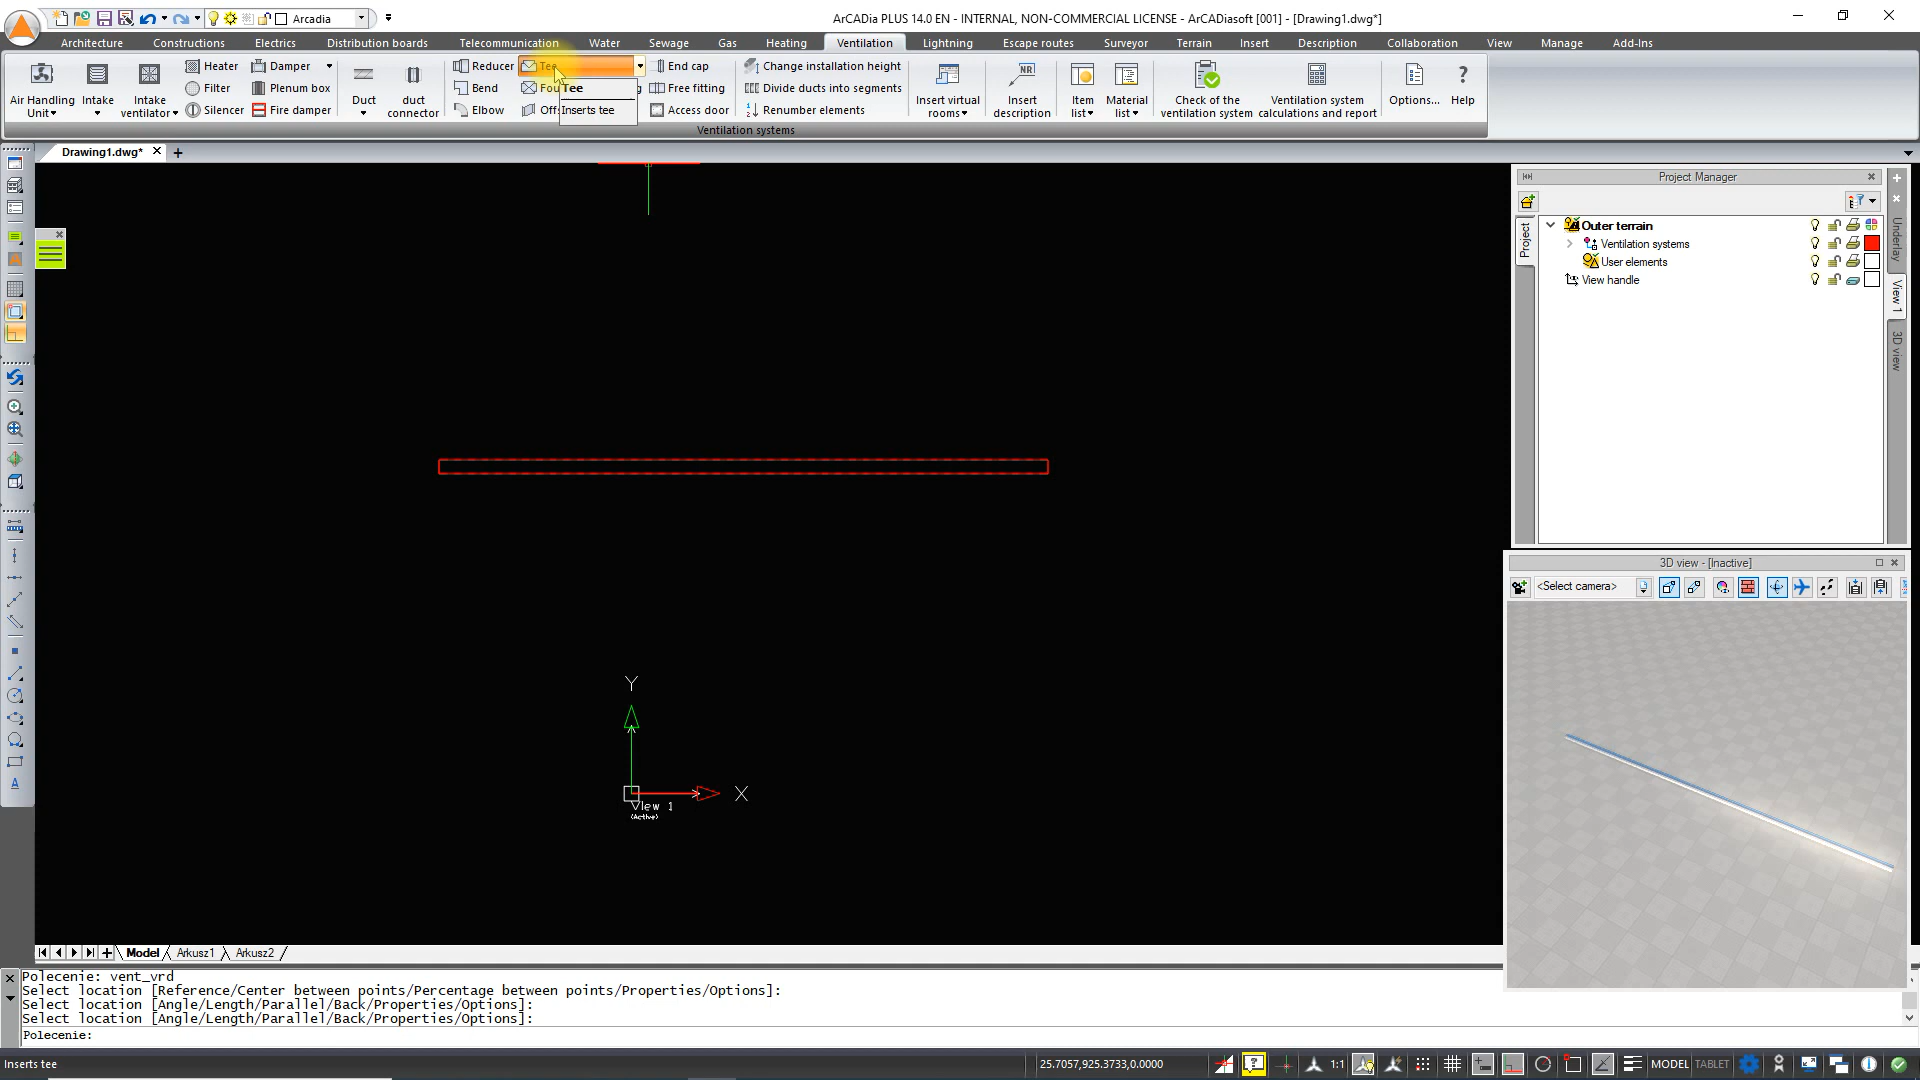 Arcadia
ArCADia PLUS 14.0 EN - INTERNAL, NON-COMMERCIAL LICENSE - ArCADiasoft [001] - [Drawing1.dwg*]
Architecture Constructions Electrics Distribution boards Telecommunication Water Sewage Gas Heating Ventilation Lightning Escape routes Surveyor Terrain Insert Description Collaboration View Manage Add-Ins
Heater Damper Reducer Tee End cap Change installation height
Filter Plenum box Bend Fou Tee g Free fitting Divide ducts into segments
Silencer Fire damper Elbow Off Inserts tee Access door Renumber elements
Air Handling Unit
Intake
Intake ventilator
Duct
duct connector
Insert virtual rooms
Insert description
Item list
Material list
Check of the ventilation system
Ventilation system calculations and report
Options...
Help
NR
Ventilation systems
Drawing1.dwg*
Project Manager
Project
Outer terrain
Ventilation systems
User elements
View handle
Underlay
View 1
3D view
3D view - [Inactive]
<Select camera>
Y
X
View 1
(Active)
Model Arkusz1 Arkusz2
Polecenie: vent_vrd
Select location [Reference/Center between points/Percentage between points/Properties/Options]:
Select location [Angle/Length/Parallel/Back/Properties/Options]:
Select location [Angle/Length/Parallel/Back/Properties/Options]:
Polecenie:
Inserts tee
25.7057,925.3733,0.0000
1:1
MODEL TABLET